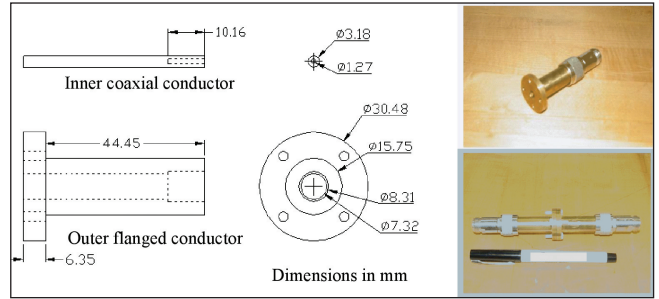 10.16
Ø3.18
Ø1.27
Inner coaxial conductor
Ø30.48
44.45
Ø15.75
Ø8.31
Ø7.32
Outer flanged conductor
6.35
Dimensions in mm